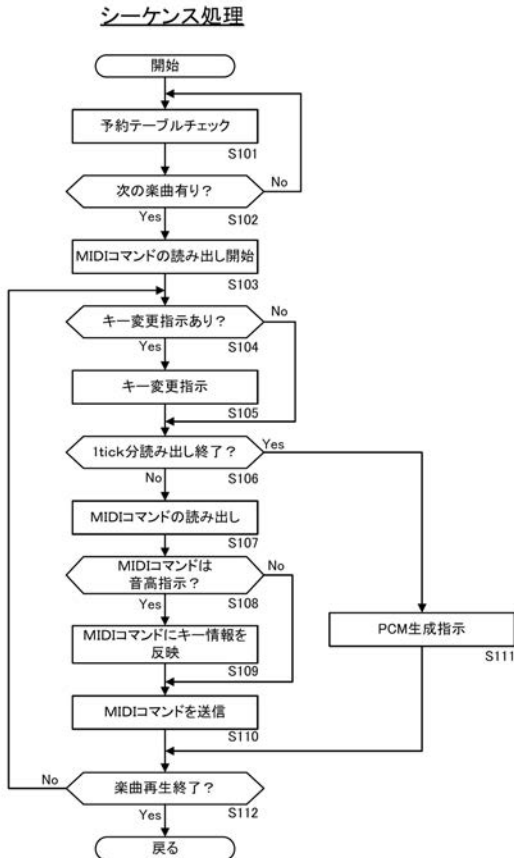 シーケンス処理
開始
予約テーブルチェック
S101
次の楽曲有り?
No
S102
Yes
MIDIコマンドの読み出し開始
S103
キー変更指示あり?
No
S104
Yes
キー変更指示
S105
1tick分読み出し終了?
Yes
S106
No
MIDIコマンドの読み出し
S107
MIDIコマンドは
音高指示?
No
S108
Yes
MIDIコマンドにキー情報を
反映
S109
PCM生成指示
S111
MIDIコマンドを送信
S110
楽曲再生終了?
No
S112
Yes
戻る